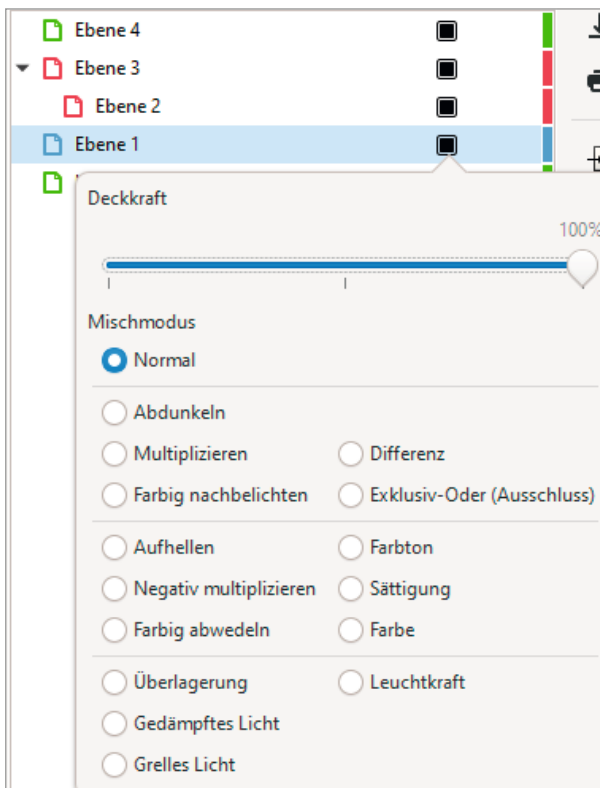 Ebene 4
Ebene 3
Ebene 2
Ebene 1
Deckkraft
100%
Mischmodus
Normal
Abdunkeln
Multiplizieren Differenz
Farbig nachbelichten Exklusiv-Oder (Ausschluss)
Aufhellen Farbton
Negativ multiplizieren Sättigung
Farbig abwedeln Farbe
Überlagerung Leuchtkraft
Gedämpftes Licht
Grelles Licht